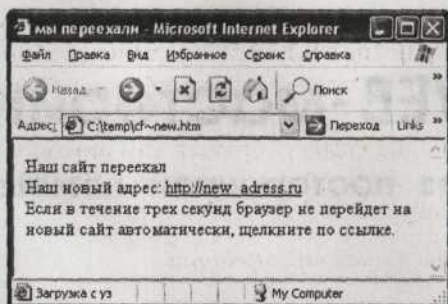 мы переехали - Microsoft Internet Explorer
Файл Правка Вид Избранное Сервис Справка
Назад Поиск
Адрес: C:\temp\cf~new.htm Переход Links »
Наш сайт переехал
Наш новый адрес: http://new_adress.ru
Если в течение трех секунд браузер не перейдет на
новый сайт автоматически, щелкните по ссылке.
Загрузка с уз My Computer